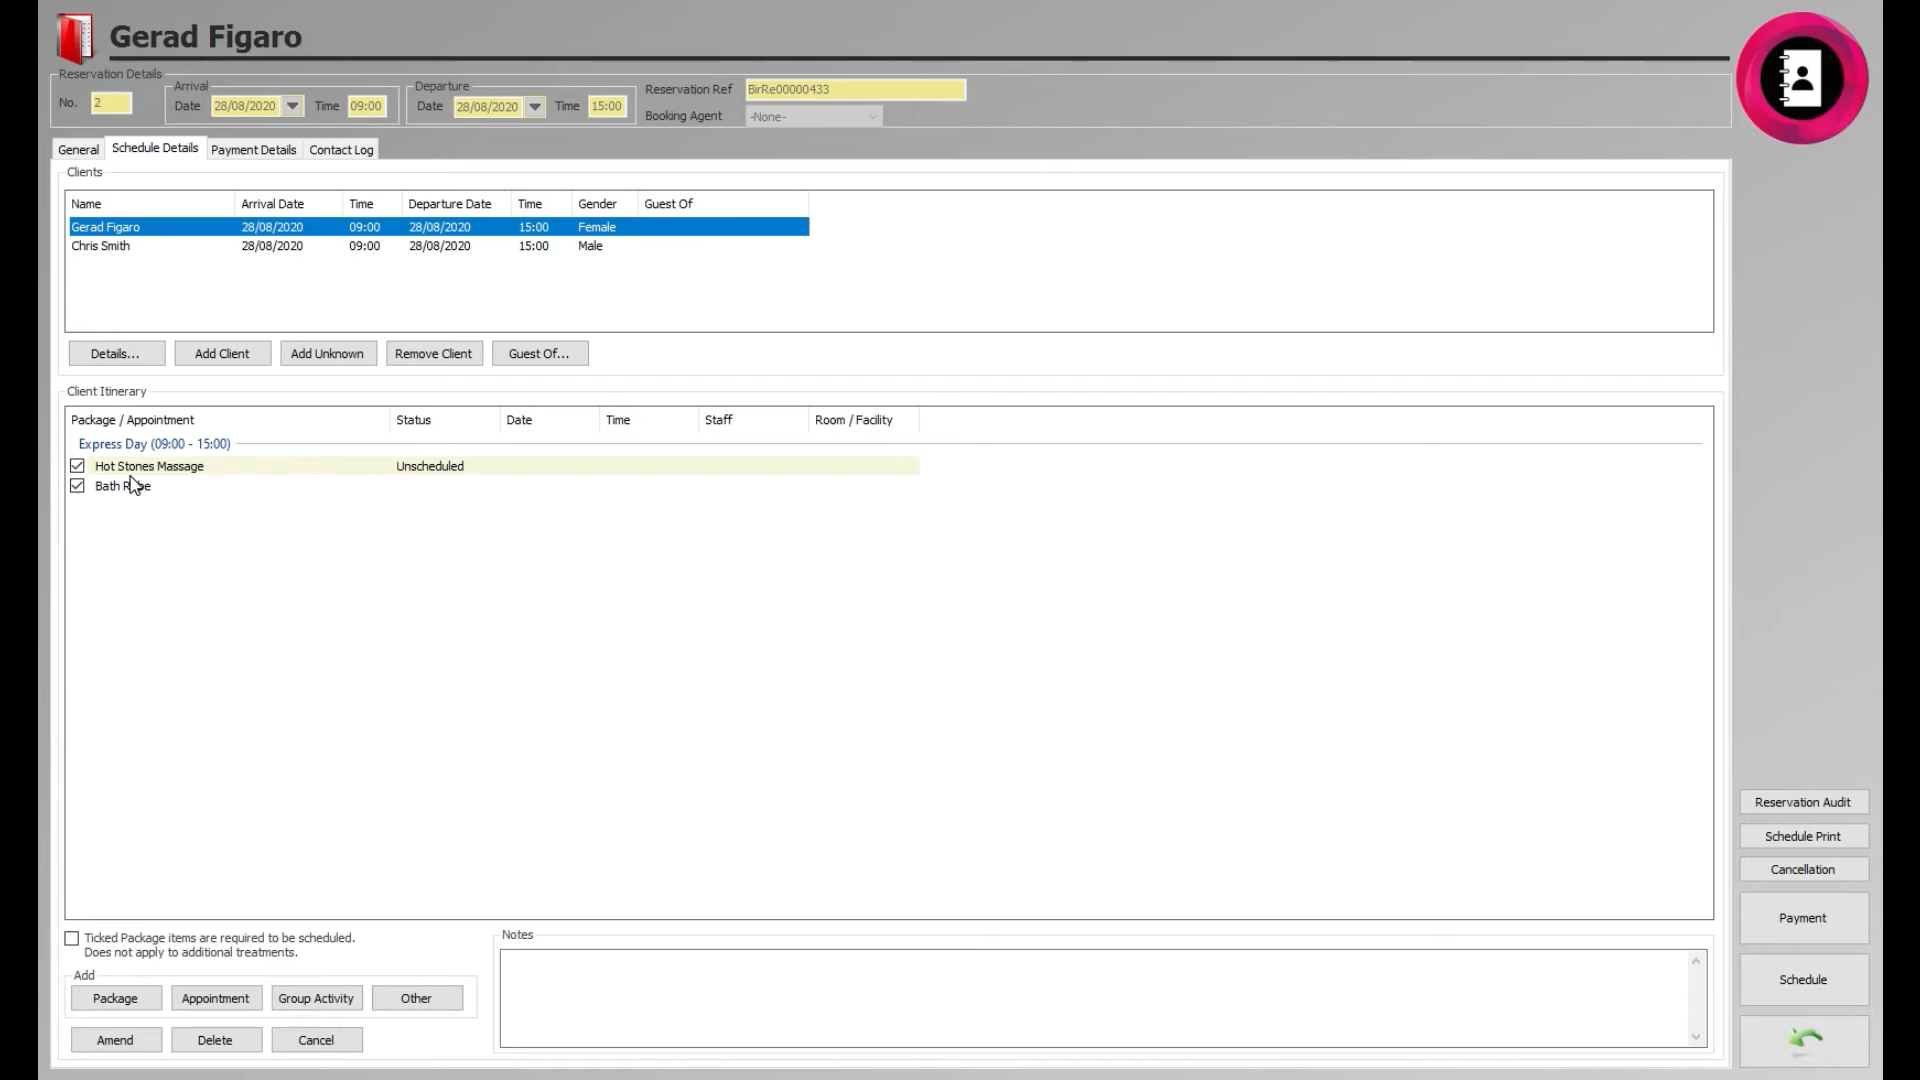 Gerad Figaro
Reservation Details
No. 2
Arrival
Date 28/08/2020 Time 09:00
Departure
Date 28/08/2020 Time 15:00
Reservation Ref BirRe00000433
Booking Agent -None-
General Schedule Details Payment Details Contact Log
Clients
Name Arrival Date Time Departure Date Time Gender Guest Of
Gerad Figaro 28/08/2020 09:00 28/08/2020 15:00 Female
Chris Smith 28/08/2020 09:00 28/08/2020 15:00 Male
Details... Add Client Add Unknown Remove Client Guest Of...
Client Itinerary
Package / Appointment Status Date Time Staff Room / Facility
Express Day (09:00 - 15:00)
Hot Stones Massage Unscheduled
Bath
Ticked Package items are required to be scheduled.
Does not apply to additional treatments.
Add
Package Appointment Group Activity Other
Amend Delete Cancel
Notes
Reservation Audit
Schedule Print
Cancellation
Payment
Schedule